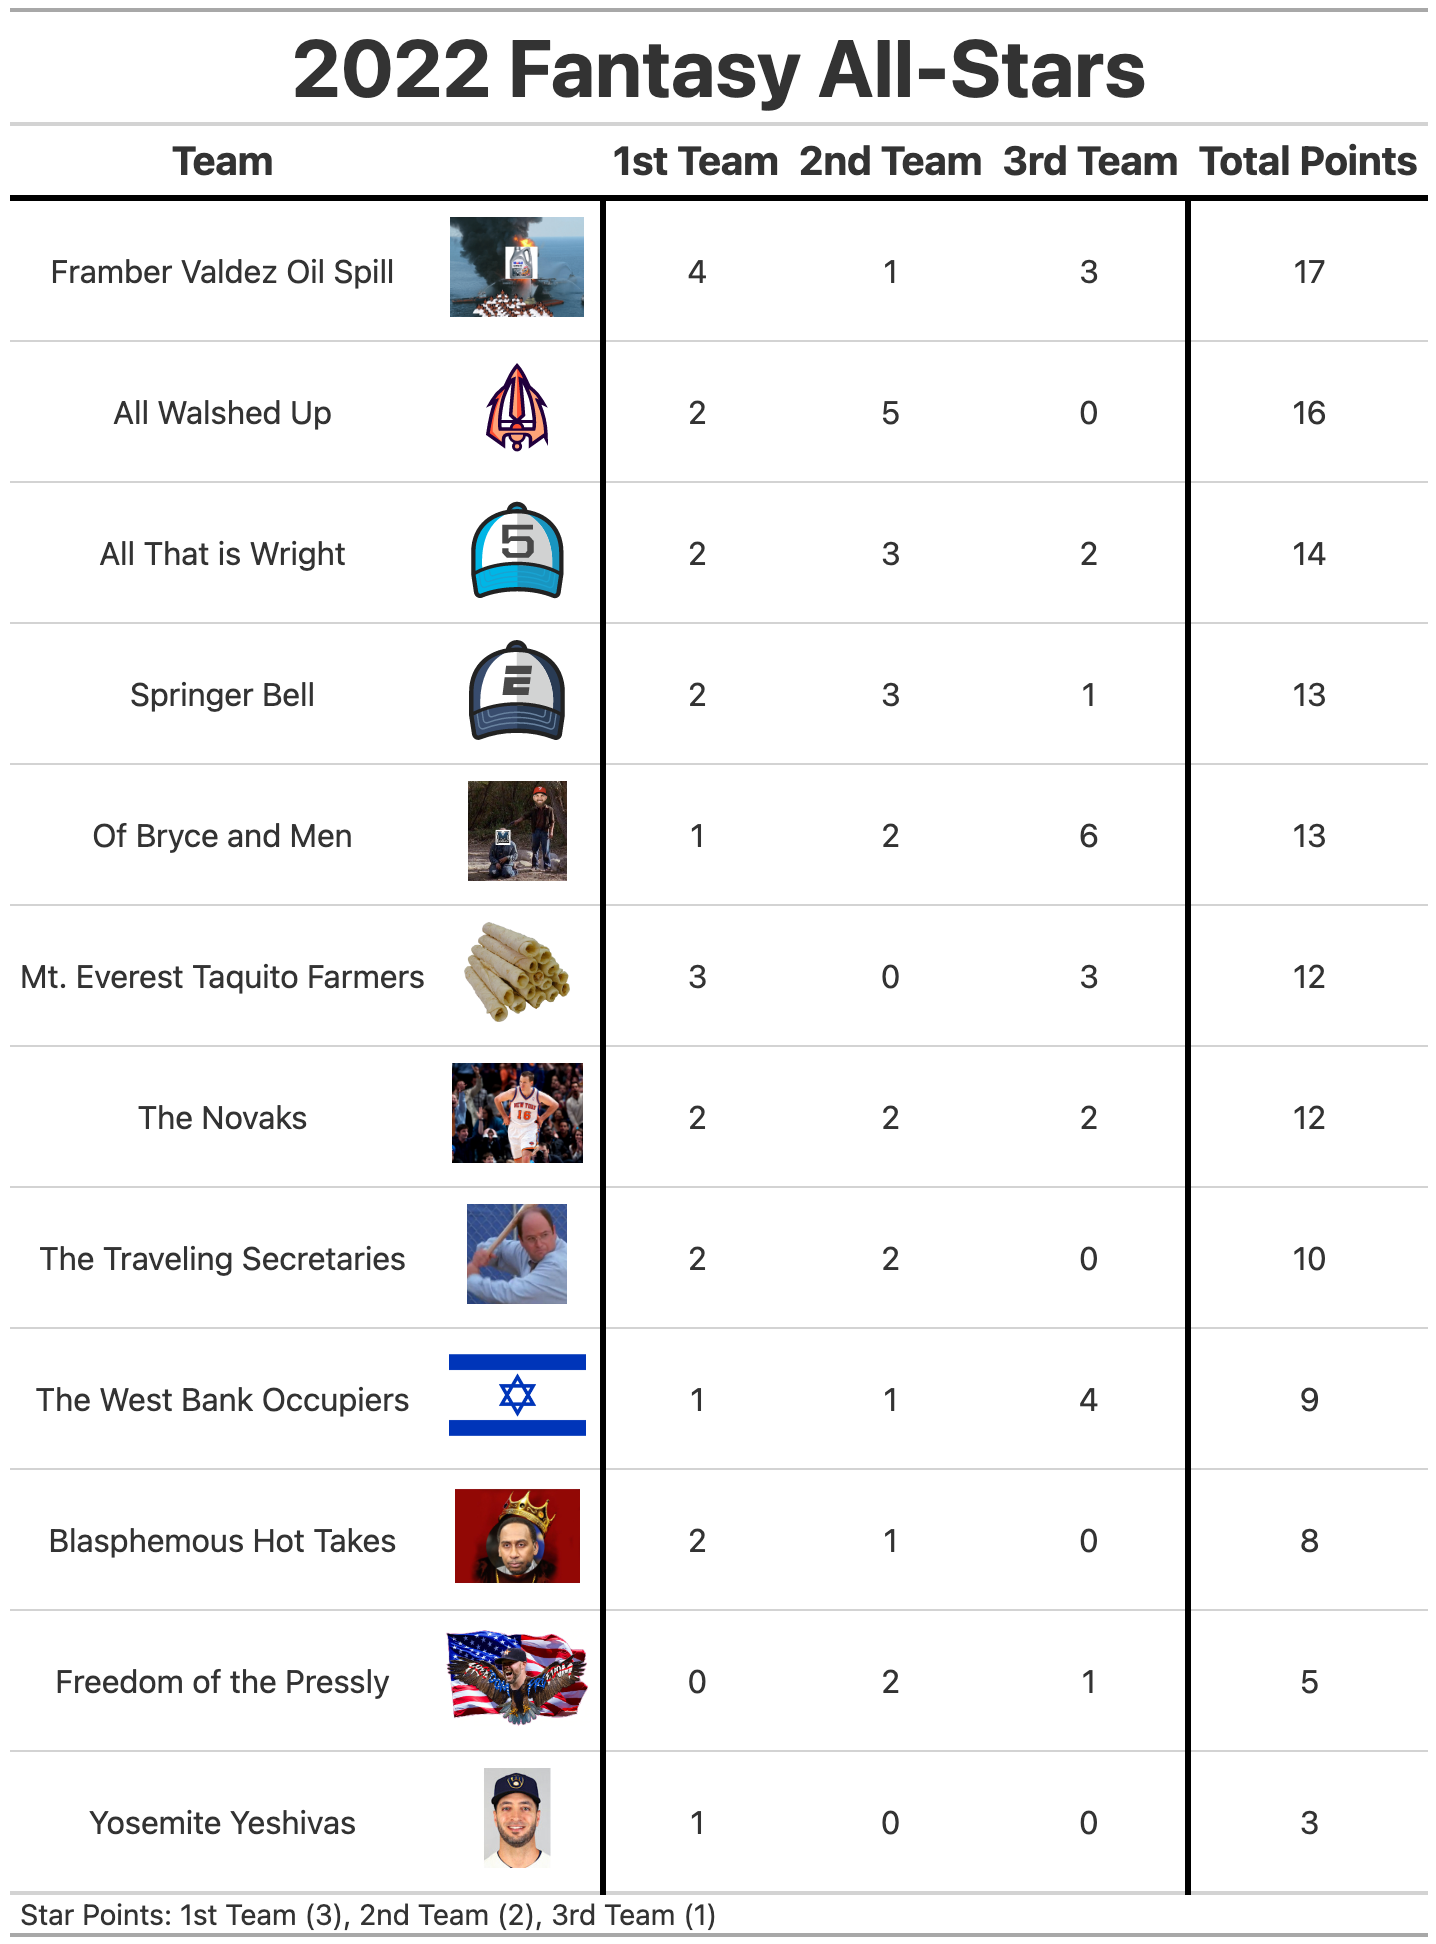 2022 Fantasy All-Stars
Team 1st Team 2nd Team 3rd Team Total Points
Framber Valdez Oil Spill 4 1 3 17
All Walshed Up 2 5 0 16
All That is Wright 5 2 3 2 14
Springer Bell E 2 3 1 13
Of Bryce and Men 1 2 6 13
Mt. Everest Taquito Farmers 3 0 3 12
The Novaks NEW YORK 16 2 2 2 12
The Traveling Secretaries 2 2 0 10
The West Bank Occupiers 1 1 4 9
Blasphemous Hot Takes 2 1 0 8
Freedom of the Pressly 0 2 1 5
Yosemite Yeshivas 1 0 0 3
Star Points: 1st Team (3), 2nd Team (2), 3rd Team (1)